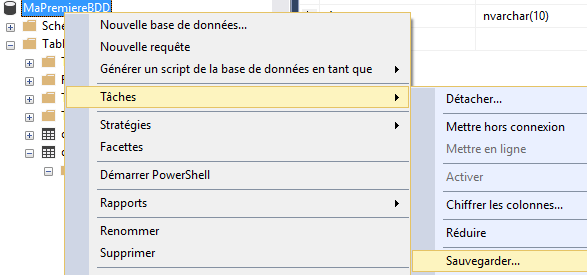 MaPremiereBDD
nvarchar(10)
Sche
Tabl
T
F
T
T
c
c
Nouvelle base de données...
Nouvelle requête
Générer un script de la base de données en tant que
Tâches
Stratégies
Facettes
Démarrer PowerShell
Rapports
Renommer
Supprimer
Détacher...
Mettre hors connexion
Mettre en ligne
Activer
Chiffrer les colonnes...
Réduire
Sauvegarder...